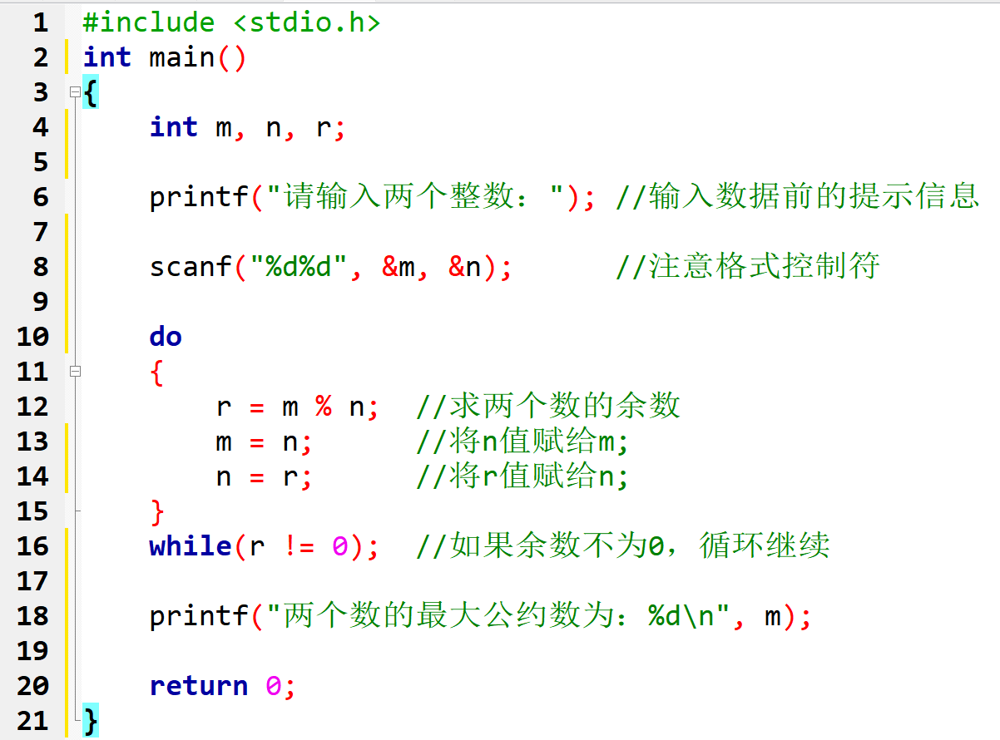 1 #include <stdio.h>
2 int main()
3 {
4 int m, n, r;
5
6 printf("请输入两个整数："); //输入数据前的提示信息
7
8 scanf("%d%d", &m, &n); //注意格式控制符
9
10 do
11 {
12 r = m % n; //求两个数的余数
13 m = n; //将n值赋给m;
14 n = r; //将r值赋给n;
15 }
16 while(r != 0); //如果余数不为0，循环继续
17
18 printf("两个数的最大公约数为：%d\n", m);
19
20 return 0;
21 }